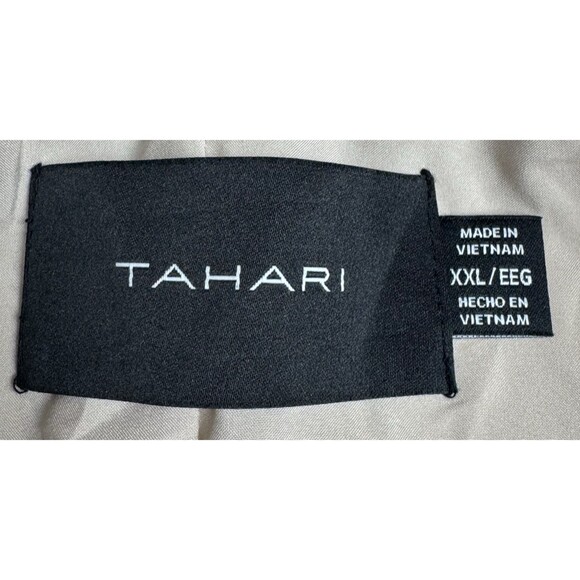 TAHARI
MADE IN
VIETNAM
XXL/EEG
HECHO EN
VIETNAM